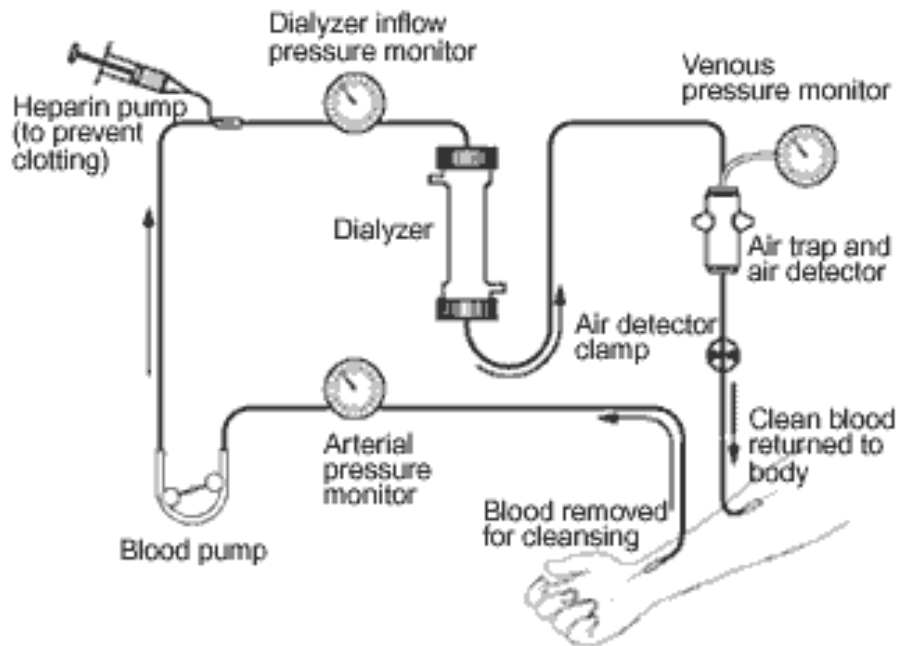 Dialyzer inflow
pressure monitor
Venous
pressure monitor
Heparin pump
(to prevent
clotting)
Dialyzer
Air trap and
air detector
Air detector
clamp
Clean blood
returned to
body
Arterial
pressure
monitor
Blood removed
for cleansing
Blood pump